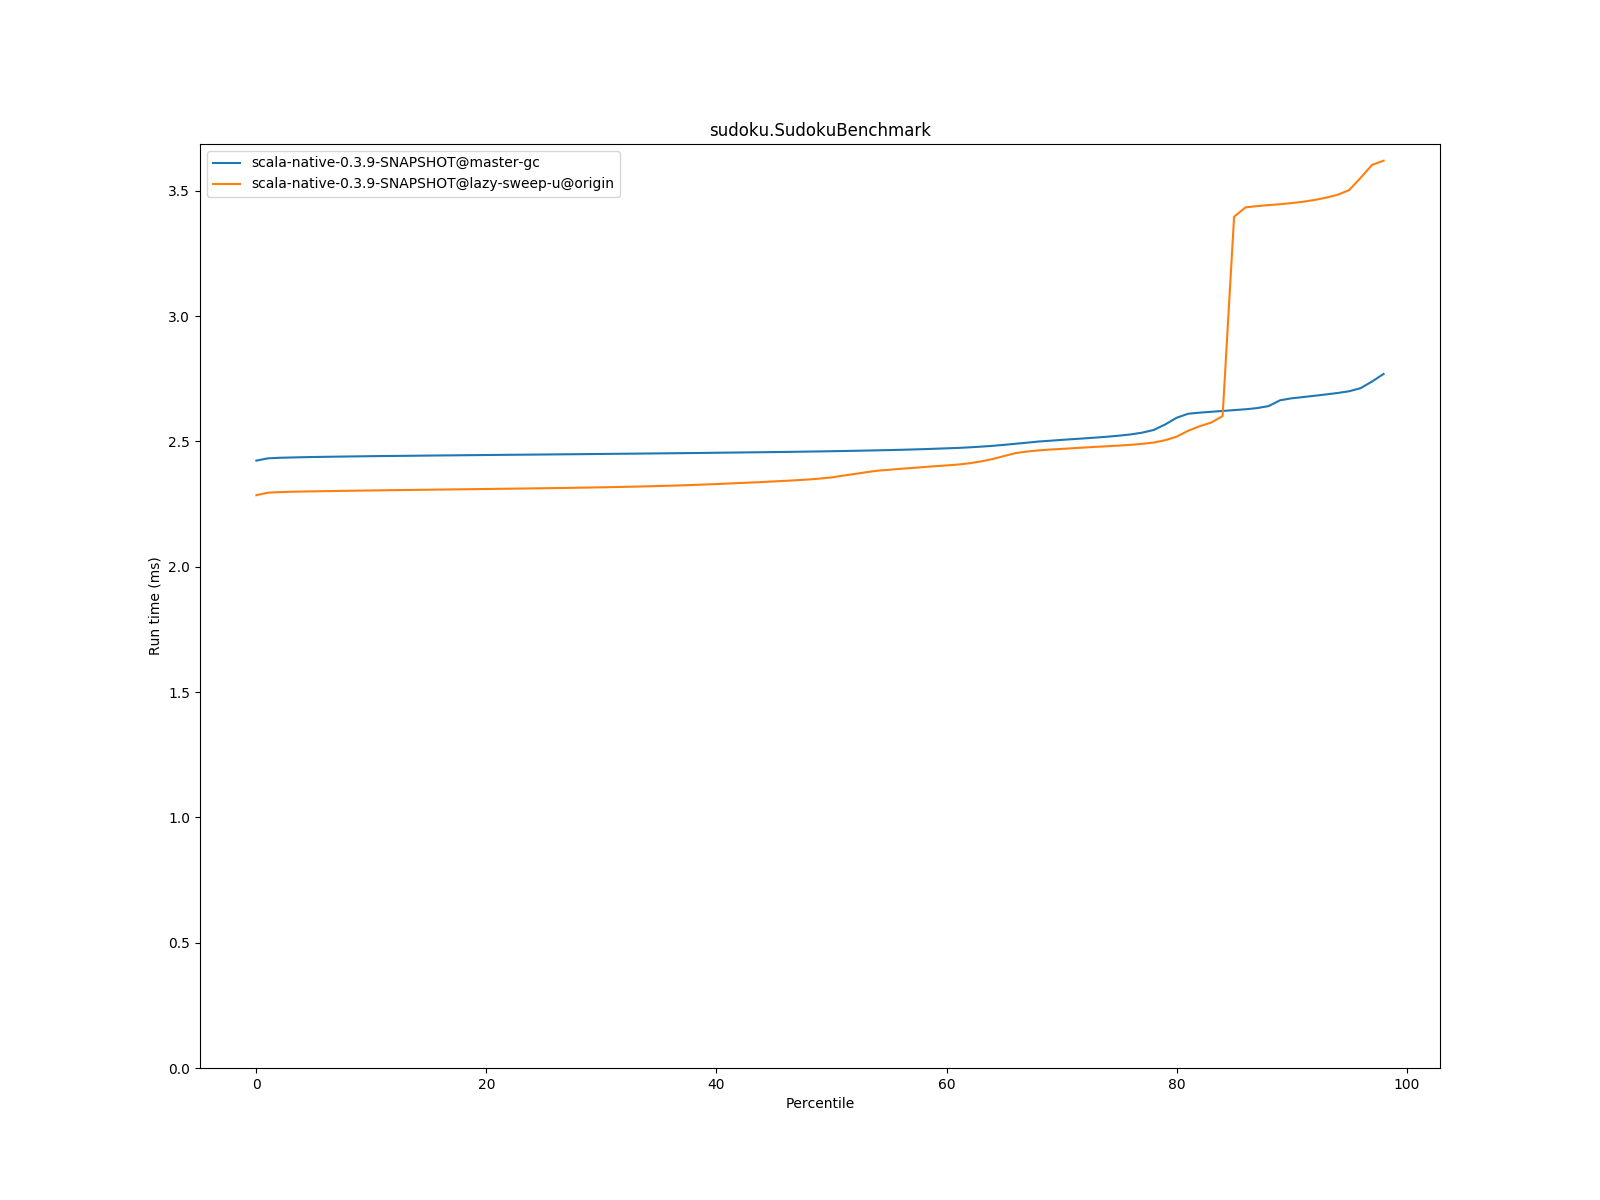 sudoku.SudokuBenchmark
scala-native-0.3.9-SNAPSHOT@master-gc
scala-native-0.3.9-SNAPSHOT@lazy-sweep-u@origin
3.5
3.0
2.5
2.0
1.5
1.0
0.5
0.0
Run time (ms)
0 20 40 60 80 100
Percentile